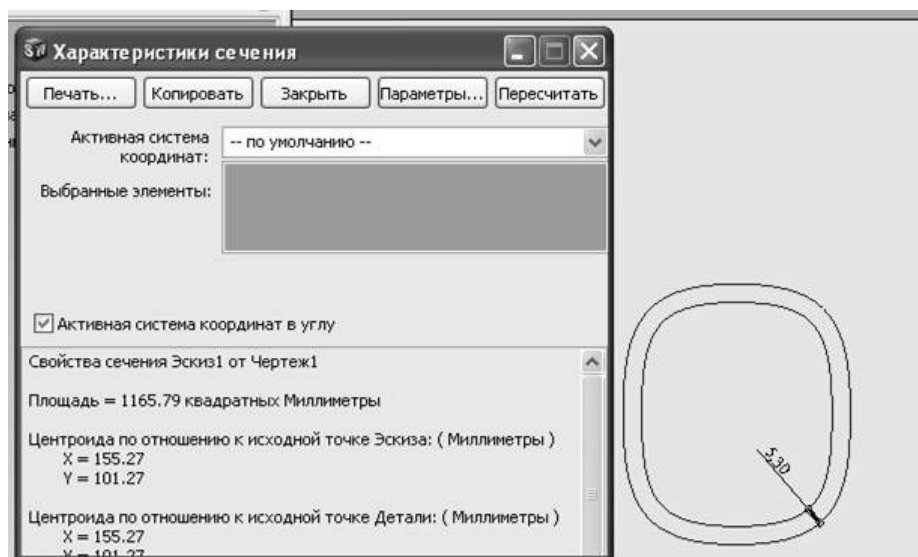 Характеристики сечения
Печать... Копировать Закрыть Параметры... Пересчитать
Активная система координат:
-- по умолчанию --
Выбранные элементы:
Активная система координат в углу
Свойства сечения Эскиз1 от Чертеж1
Площадь = 1165.79 квадратных Миллиметры
Центроида по отношению к исходной точке Эскиза: ( Миллиметры )
X = 155.27
Y = 101.27
Центроида по отношению к исходной точке Детали: ( Миллиметры )
X = 155.27
Y = 101.27
5,30